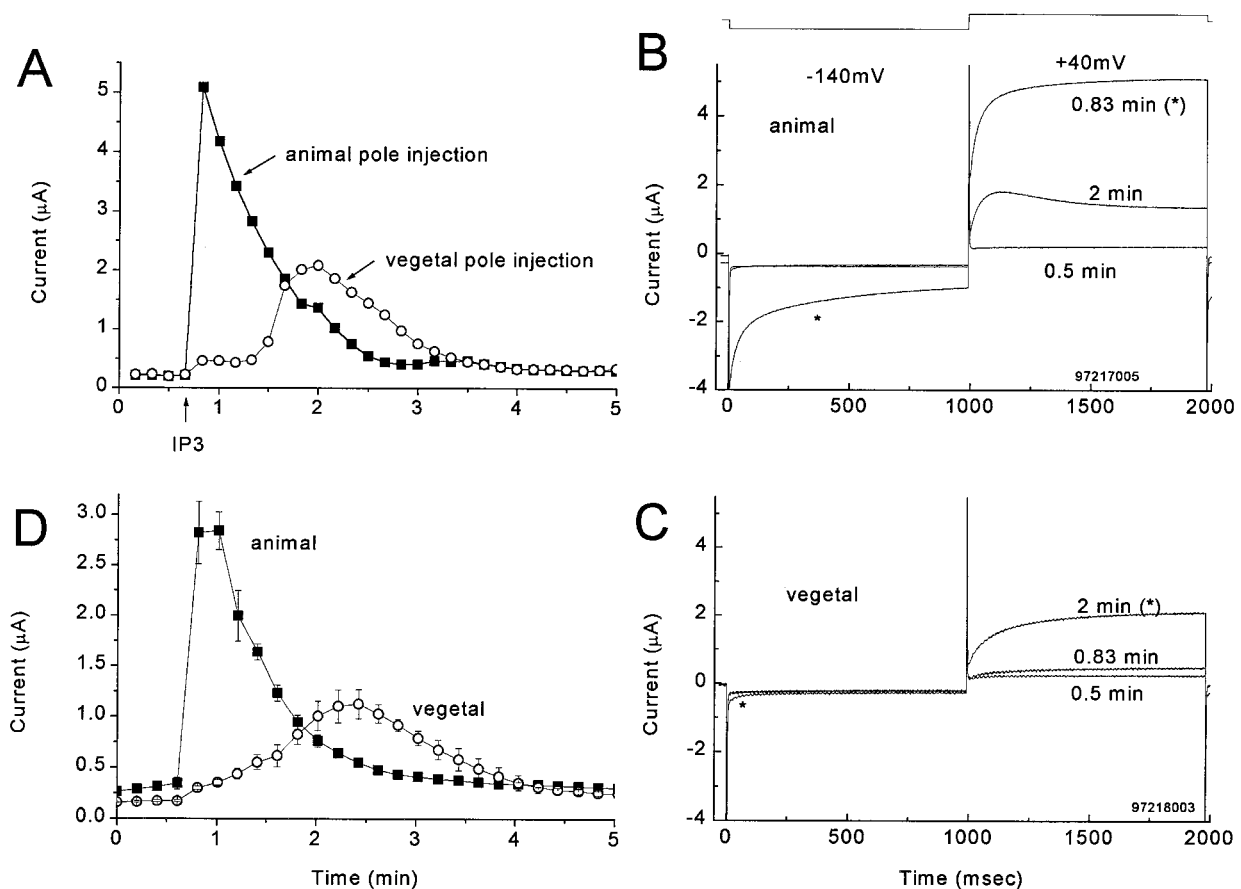 A
Current (µA)
5
4
3
2
1
0
animal pole injection
vegetal pole injection
0 1 2 3 4 5
IP3
B
-140mV
+40mV
0.83 min (*)
animal
2 min
0.5 min
*
97217005
Current (µA)
4
2
0
-2
-4
0 500 1000 1500 2000
D
Current (µA)
3.0
2.5
2.0
1.5
1.0
0.5
0.0
animal
vegetal
0 1 2 3 4 5
Time (min)
C
Current (µA)
4
2
0
-2
-4
vegetal
2 min (*)
0.83 min
0.5 min
*
97218003
0 500 1000 1500 2000
Time (msec)